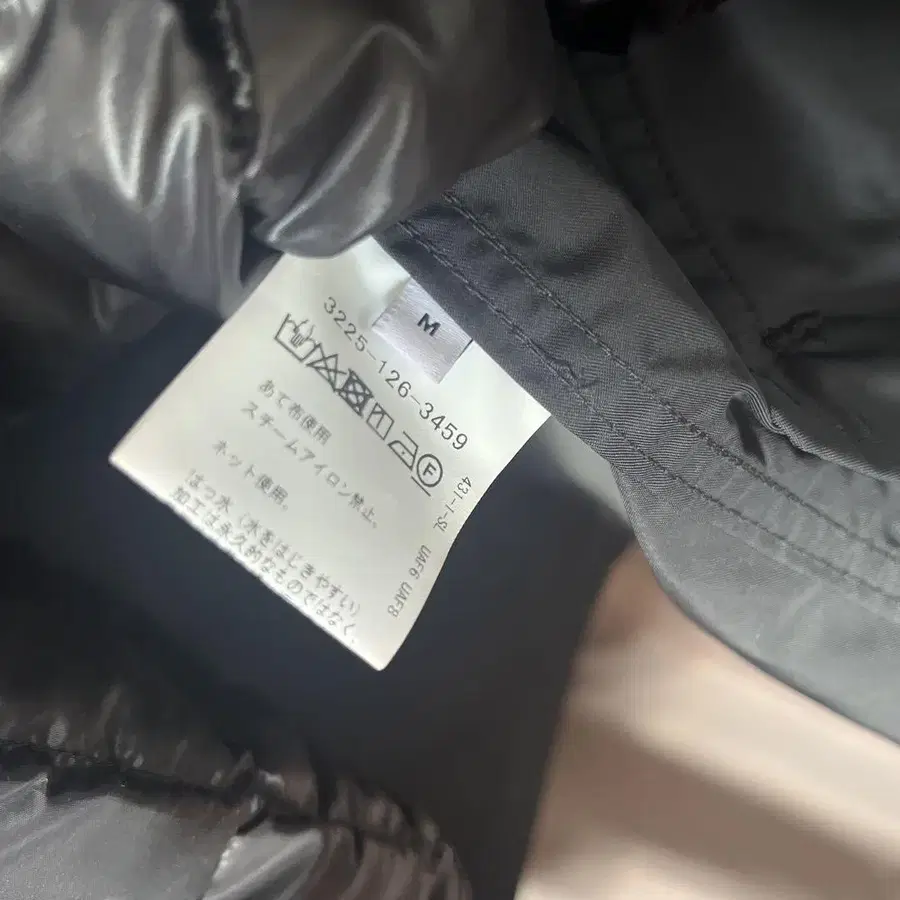 M
3225-126-3459
F
あて布使用
スチームアイロン禁止。
ネット使用。
はっ水（水をはじきやすい）
加工は永久的なものではなく、
431-I-SL UAF6 UAF8